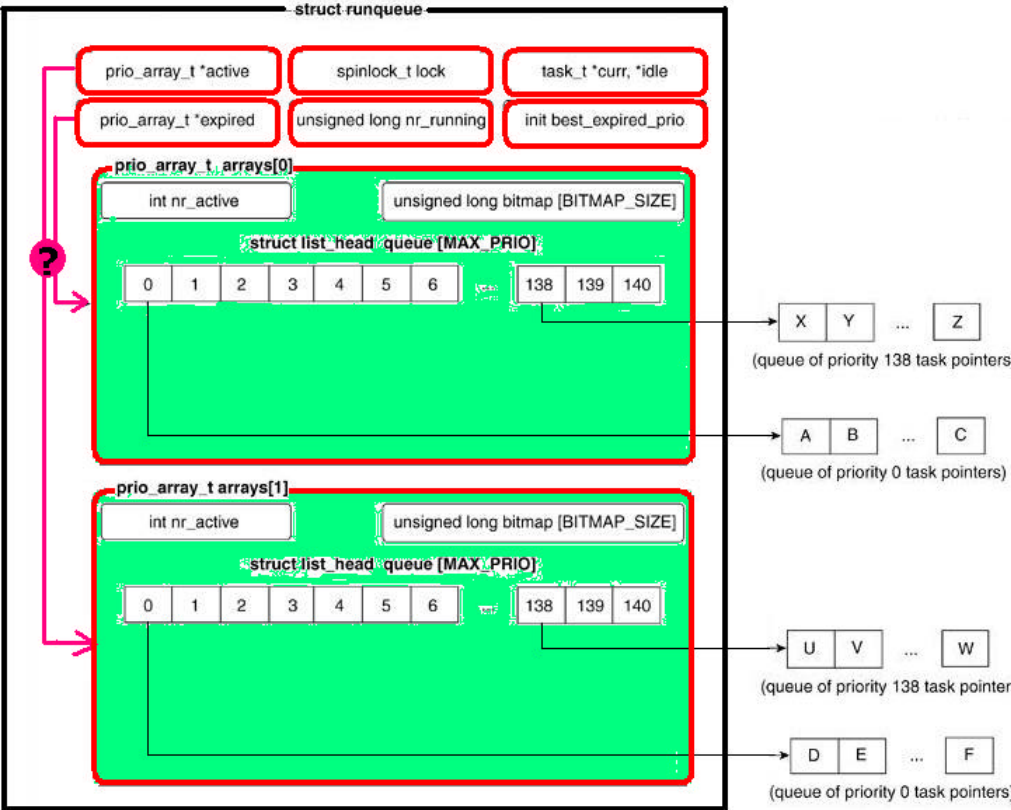 struct runqueue
prio_array_t *active
spinlock_t lock
task_t *curr, *idle
prio_array_t *expired
unsigned long nr_running
init best_expired_prio
prio_array_t arrays[0]
int nr_active
unsigned long bitmap [BITMAP_SIZE]
struct list_head queue [MAX_PRIO]
?
0 1 2 3 4 5 6 ... 138 139 140
X Y ... Z
(queue of priority 138 task pointers
A B ... C
(queue of priority 0 task pointers)
prio_array_t arrays[1]
int nr_active
unsigned long bitmap [BITMAP_SIZE]
struct list_head queue [MAX_PRIO]
0 1 2 3 4 5 6 ... 138 139 140
U V ... W
(queue of priority 138 task pointer
D E ... F
(queue of priority 0 task pointers)